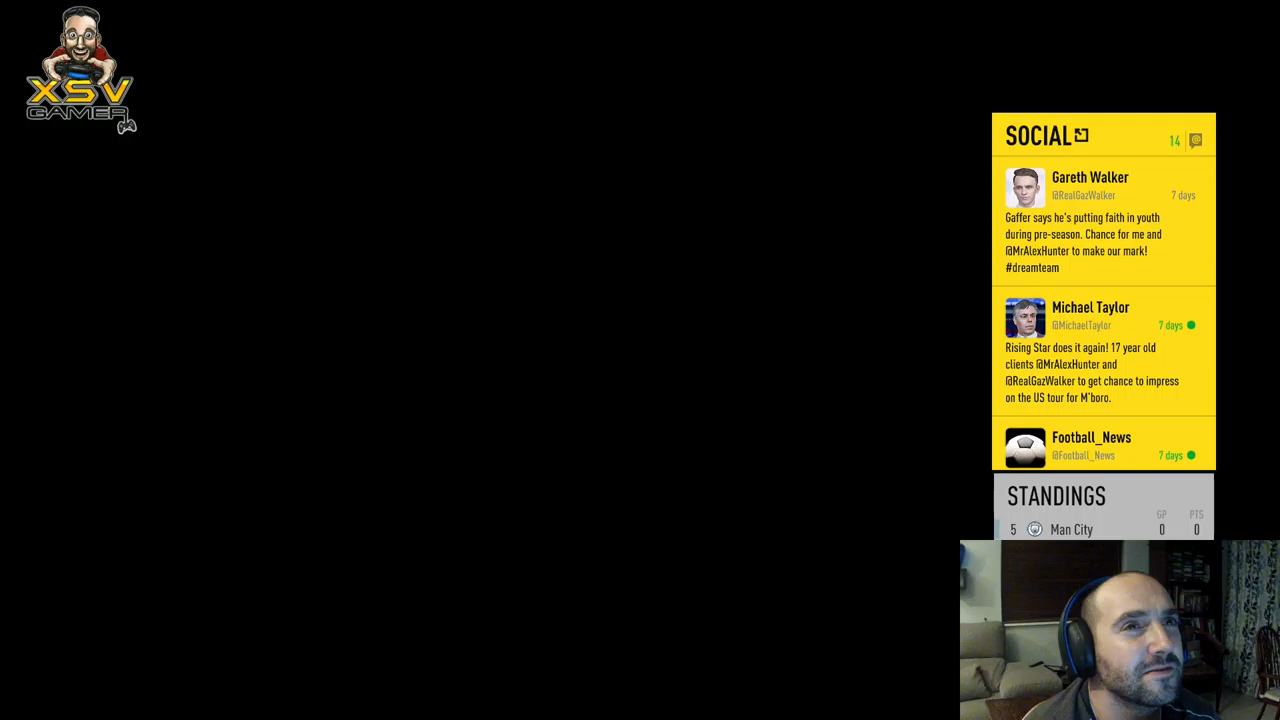 XSV
GAMER
SOCIAL
14
Gareth Walker
@RealGazWalker 7 days
Gaffer says he's putting faith in youth
during pre-season. Chance for me and
@MrAlexHunter to make our mark!
#dreamteam
Michael Taylor
@MichaelTaylor 7 days
Rising Star does it again! 17 year old
clients @MrAlexHunter and
@RealGazWalker to get chance to impress
on the US tour for M'boro.
Football_News
@Football_News 7 days
STANDINGS
GP PTS
5 Man City 0 0